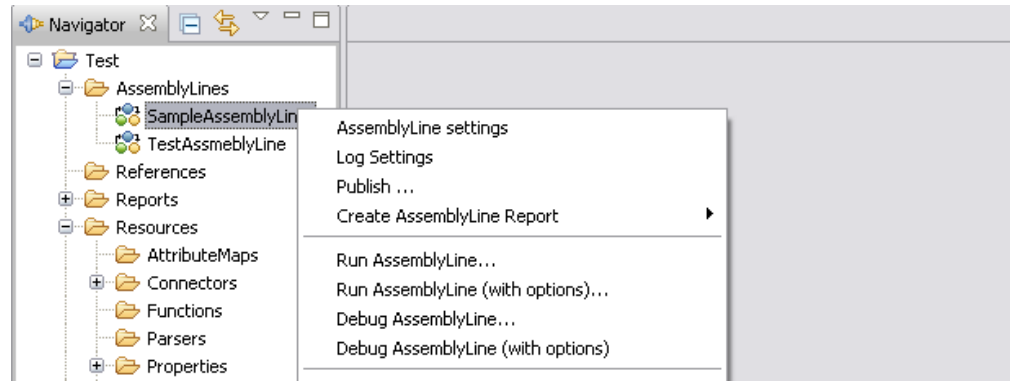 Navigator
Test
AssemblyLines
SampleAssemblyLin
TestAssmeblyLine
References
Reports
Resources
AttributeMaps
Connectors
Functions
Parsers
Properties
AssemblyLine settings
Log Settings
Publish ...
Create AssemblyLine Report
Run AssemblyLine...
Run AssemblyLine (with options)...
Debug AssemblyLine...
Debug AssemblyLine (with options)